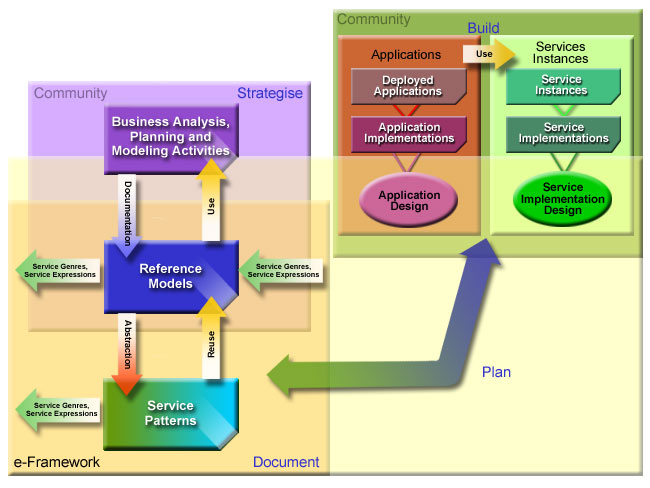 Community
Build
Applications
Use
Services
Instances
Deployed
Applications
Service
Instances
Application
Implementations
Service
Implementations
Application
Design
Service
Implementation
Design
Community
Strategise
Business Analysis,
Planning and
Modeling Activities
Documentation
Use
Service Genres,
Service Expressions
Reference
Models
Service Genres,
Service Expressions
Abstraction
Reuse
Plan
Service Genres,
Service Expressions
Service
Patterns
e-Framework
Document